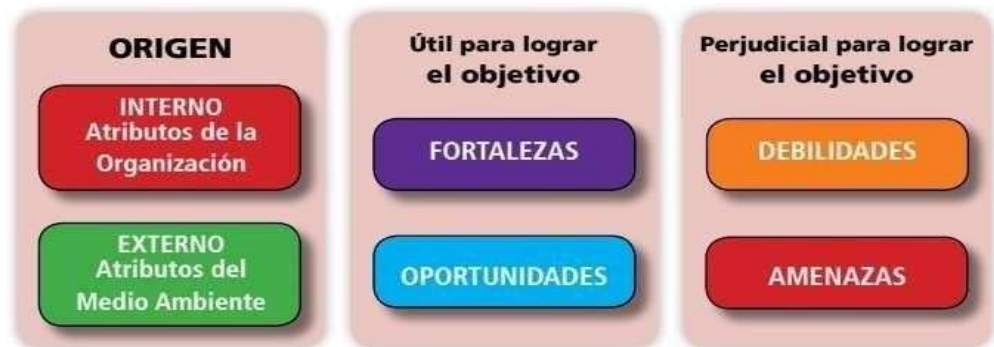 ORIGEN
INTERNO
Atributos de la
Organización
EXTERNO
Atributos del
Medio Ambiente
Útil para lograr
el objetivo
FORTALEZAS
OPORTUNIDADES
Perjudicial para lograr
el objetivo
DEBILIDADES
AMENAZAS